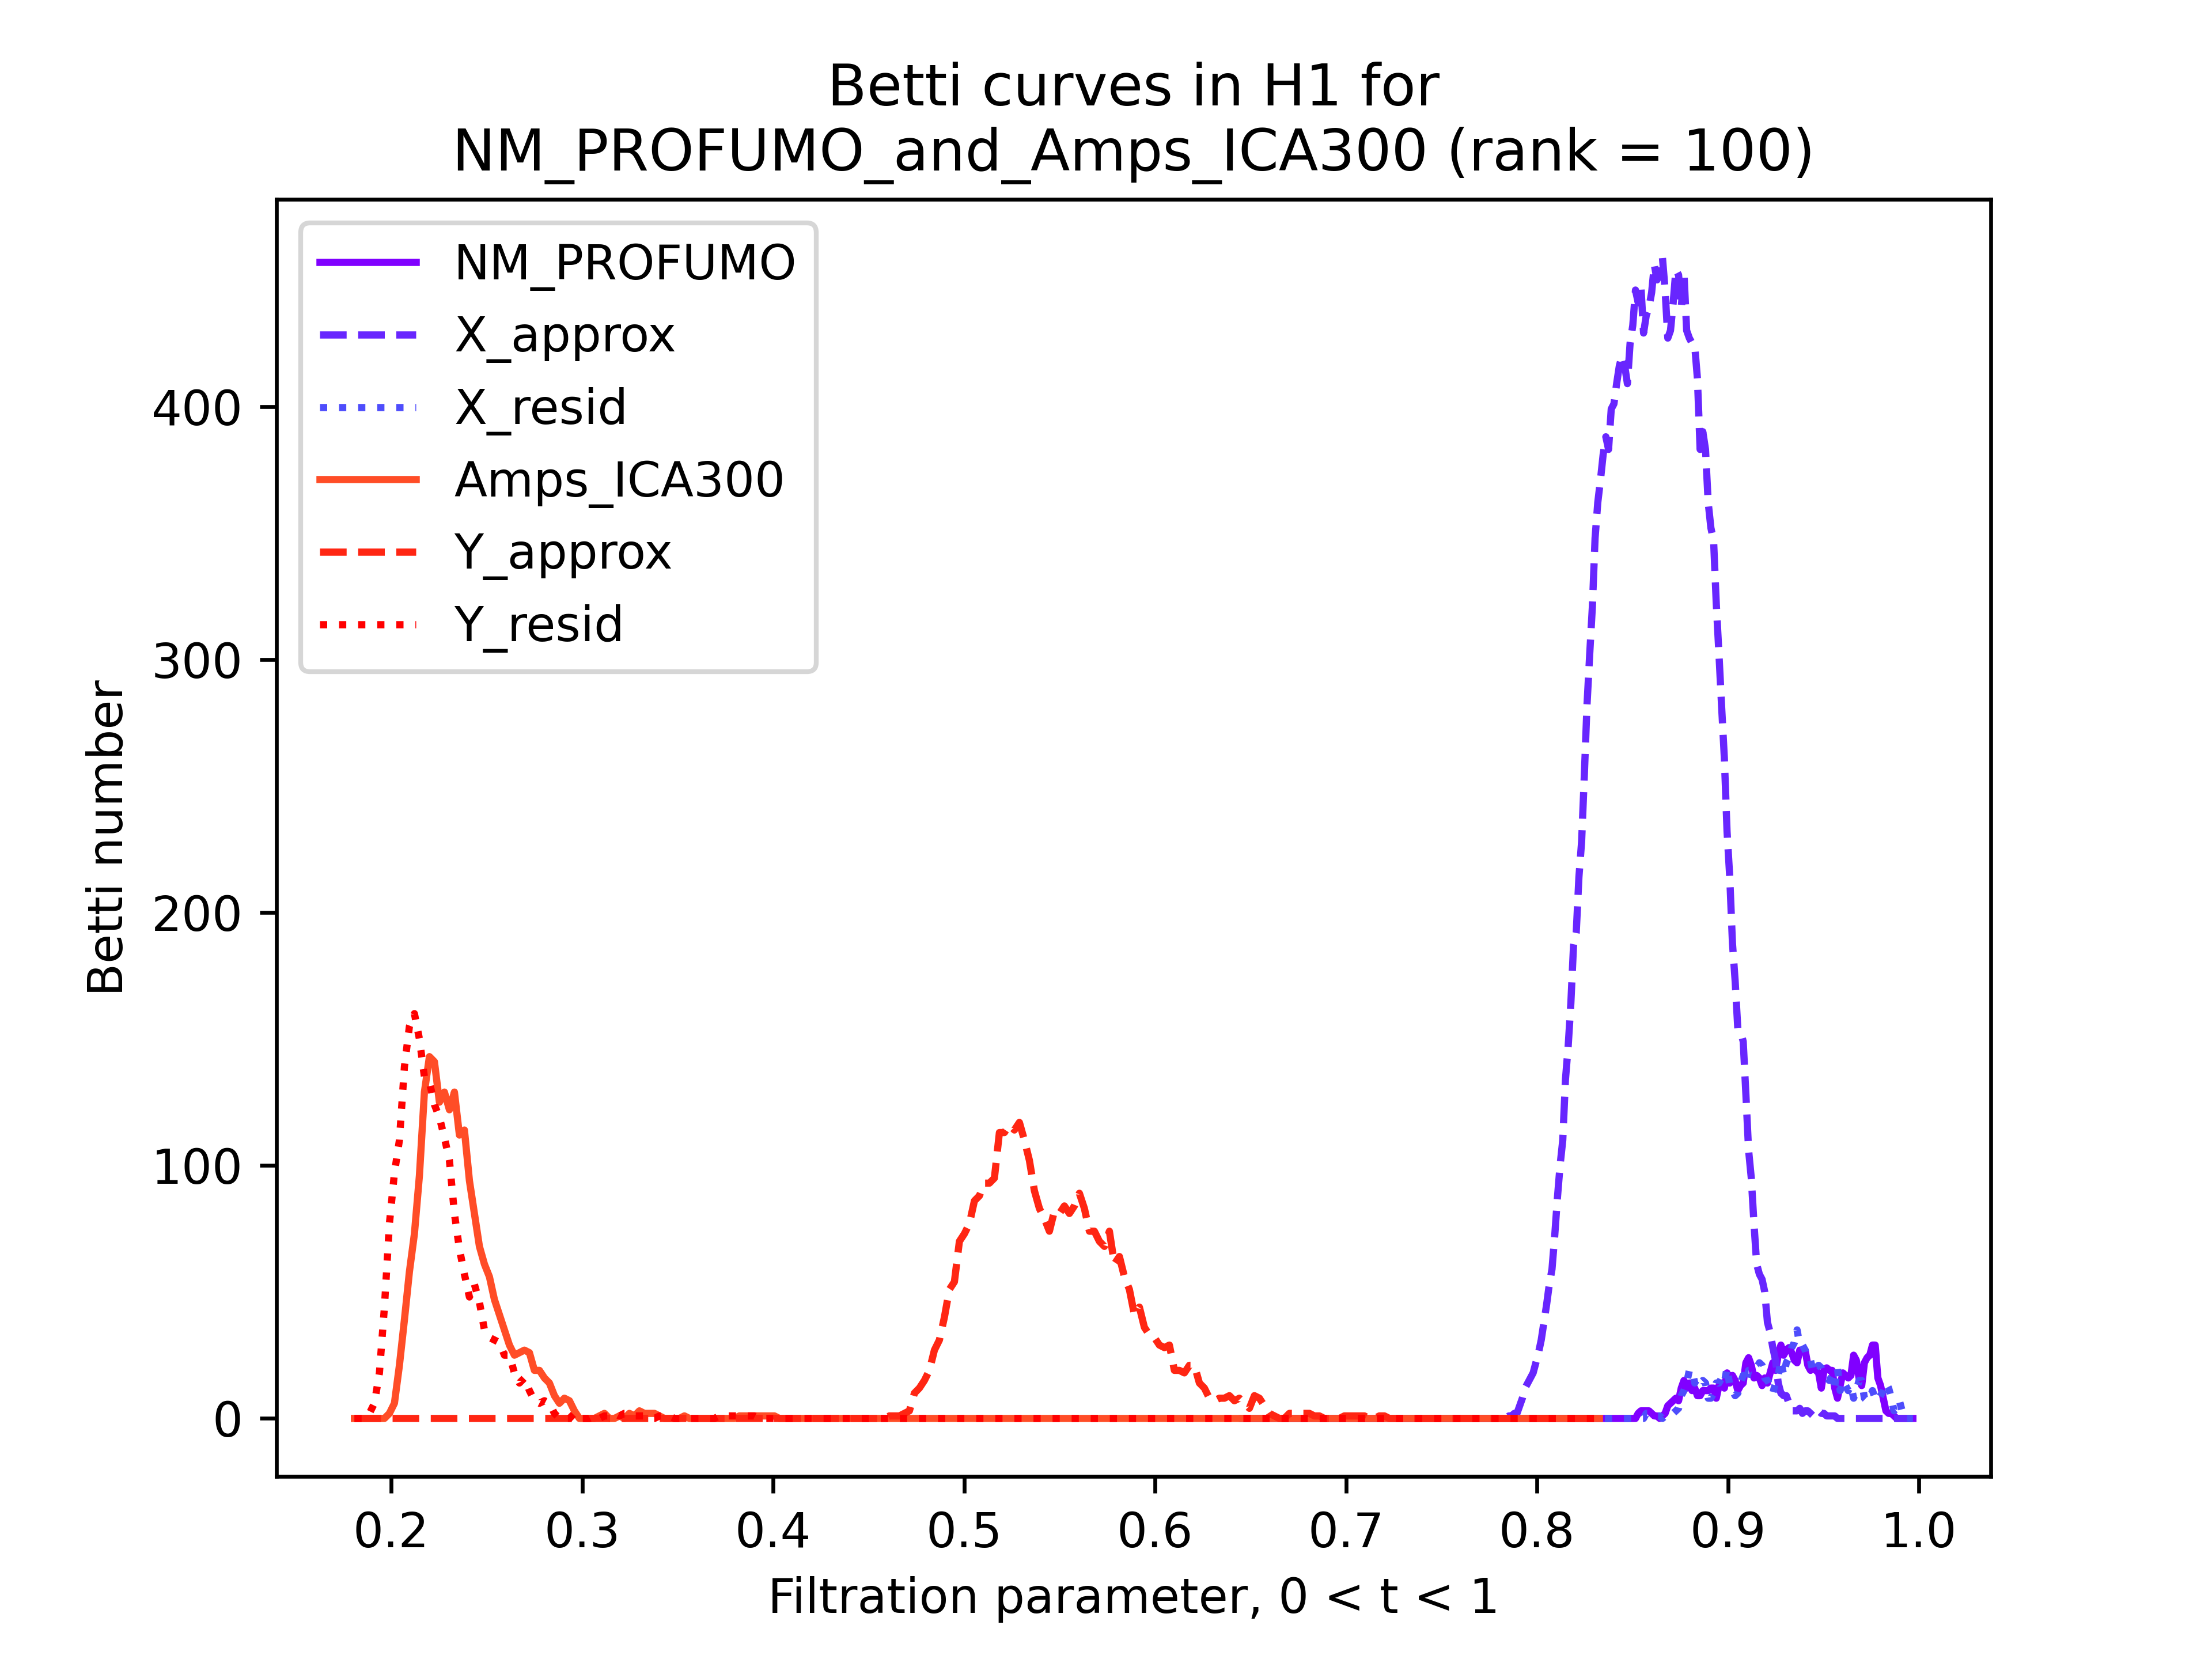 Betti curves in H1 for
NM_PROFUMO_and_Amps_ICA300 (rank = 100)
NM_PROFUMO
X_approx
X_resid
Amps_ICA300
Y_approx
Y_resid
Betti number
400
300
200
100
0
0.2 0.3 0.4 0.5 0.6 0.7 0.8 0.9 1.0
Filtration parameter, 0 < t < 1